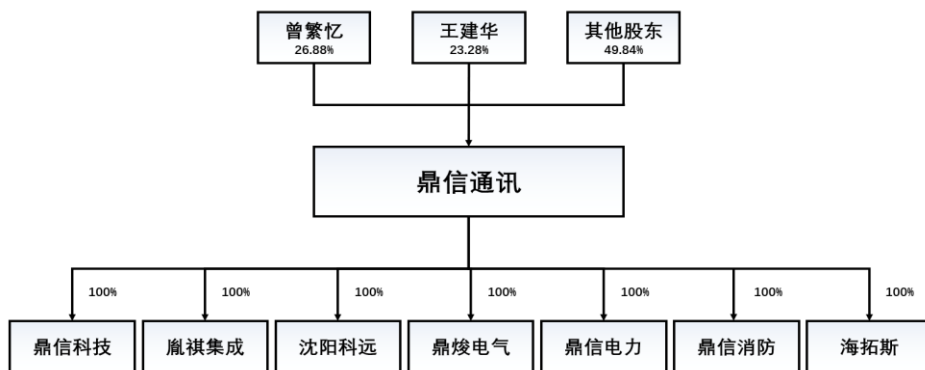 曾繁忆
26.88%
王建华
23.28%
其他股东
49.84%
鼎信通讯
100%
100%
100%
100%
100%
100%
100%
鼎信科技
胤祺集成
沈阳科远
鼎焌电气
鼎信电力
鼎信消防
海拓斯